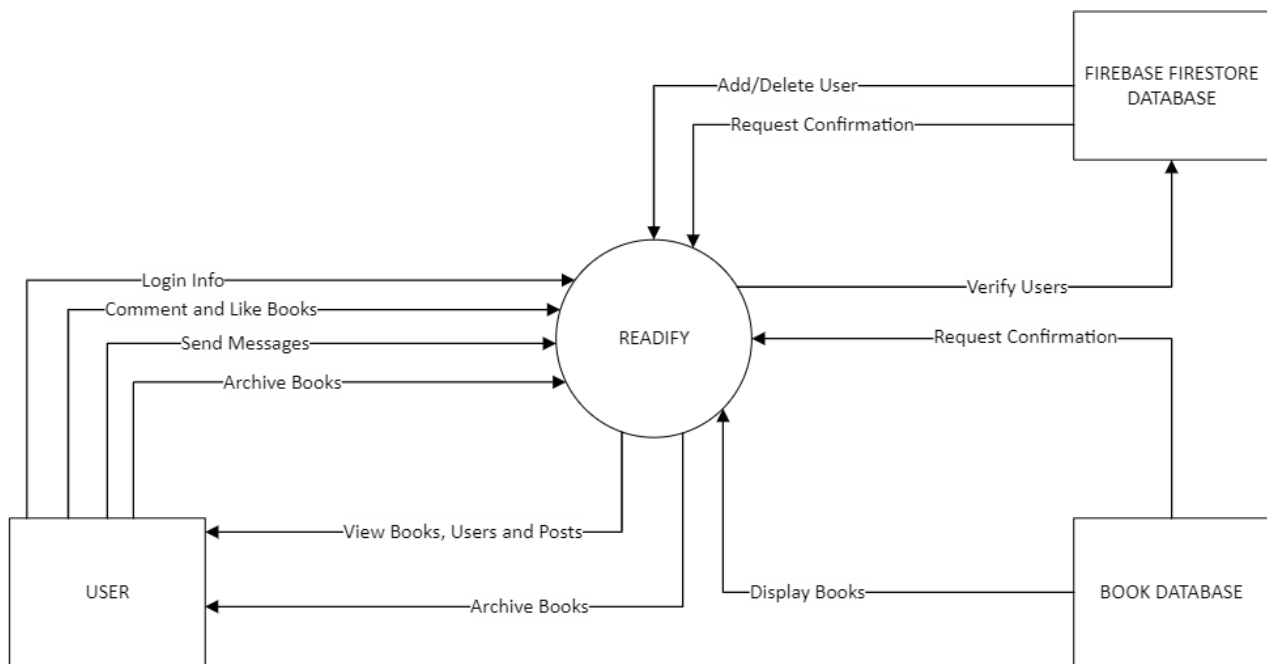 FIREBASE FIRESTORE
DATABASE
Add/Delete User
Request Confirmation
Login Info
Verify Users
Comment and Like Books
READIFY
Request Confirmation
Send Messages
Archive Books
View Books, Users and Posts
USER
Display Books
BOOK DATABASE
Archive Books